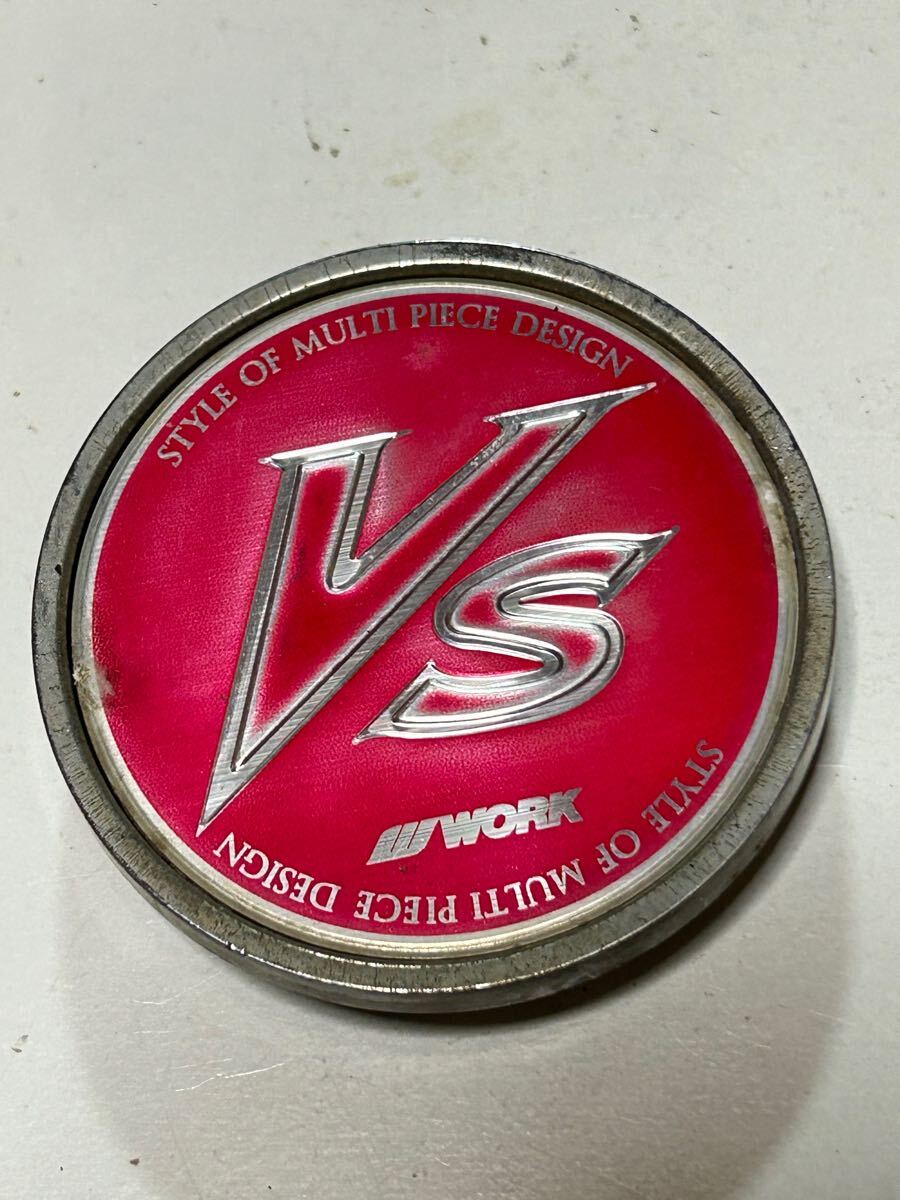 STYLE OF MULTI PIECE DESIGN
Vs
WORK
STYLE OF MULTI PIECE DESIGN